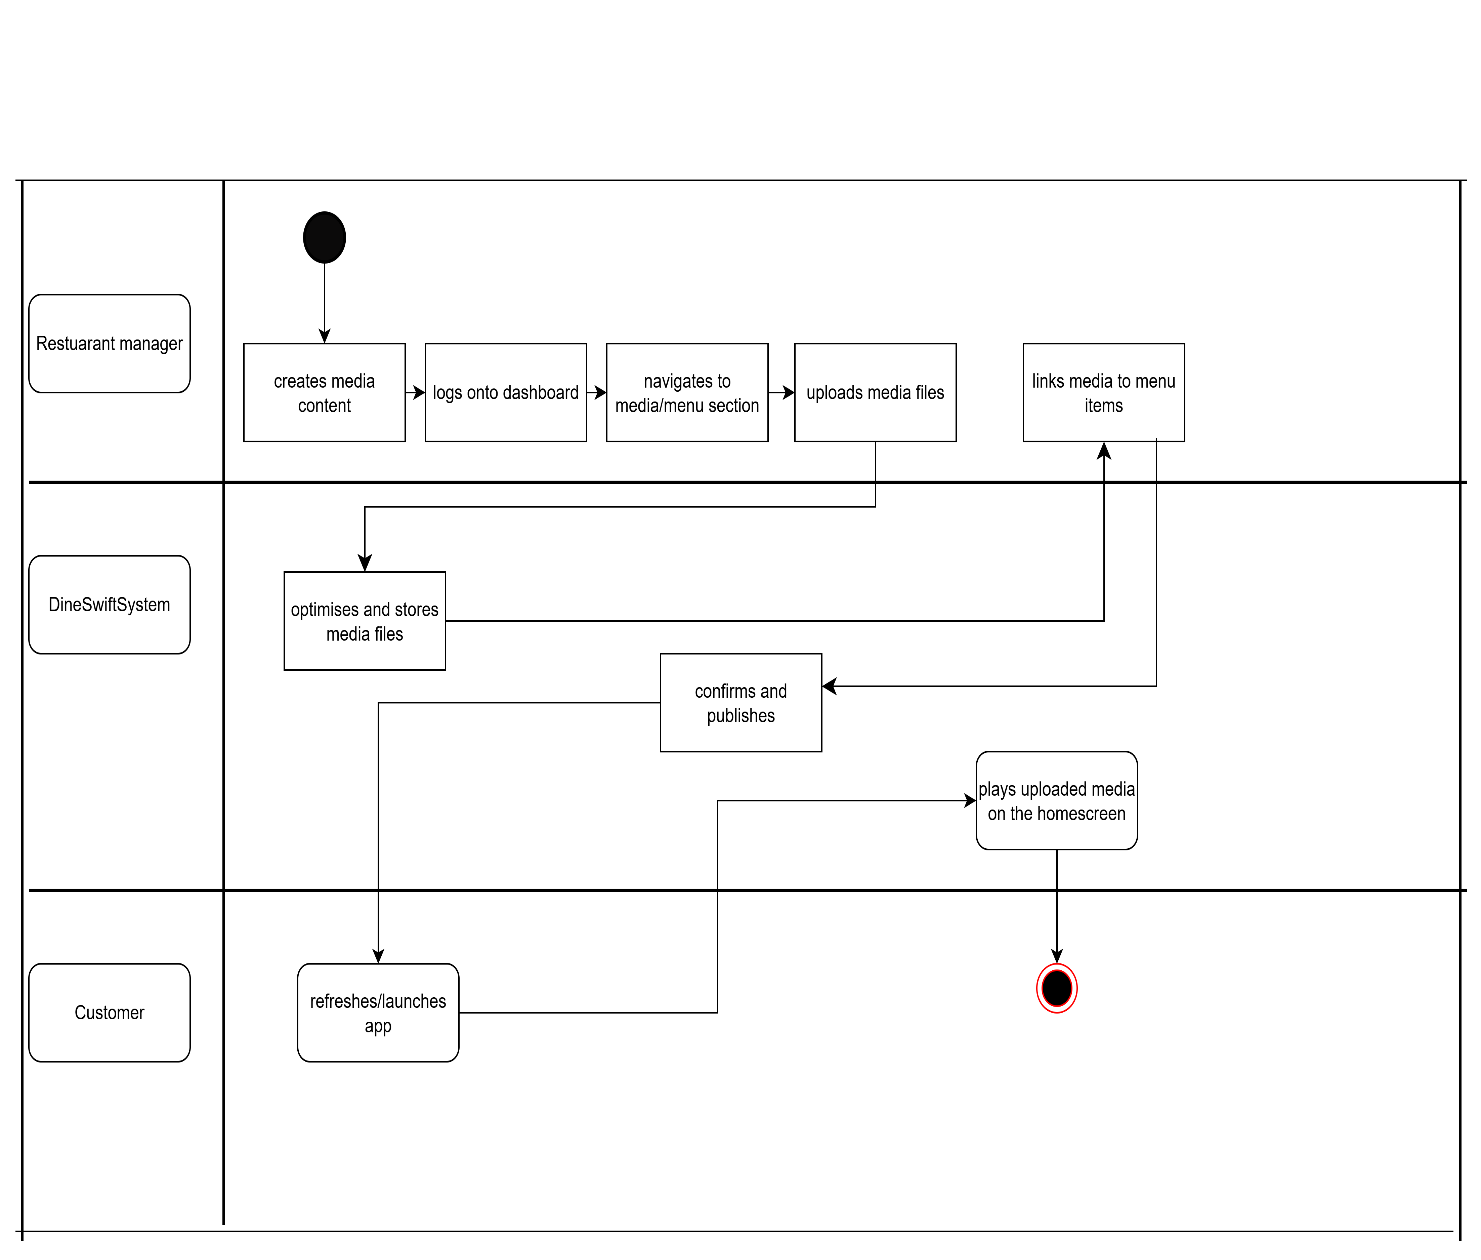 Restuarant manager
creates media
content
logs onto dashboard
navigates to
media/menu section
uploads media files
links media to menu
items
DineSwiftSystem
optimises and stores
media files
confirms and
publishes
plays uploaded media
on the homescreen
Customer
refreshes/launches
app